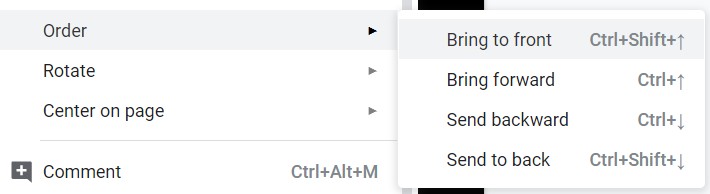 Order
Rotate
Center on page
Comment Ctrl+Alt+M
Bring to front Ctrl+Shift+↑
Bring forward Ctrl+↑
Send backward Ctrl+↓
Send to back Ctrl+Shift+↓